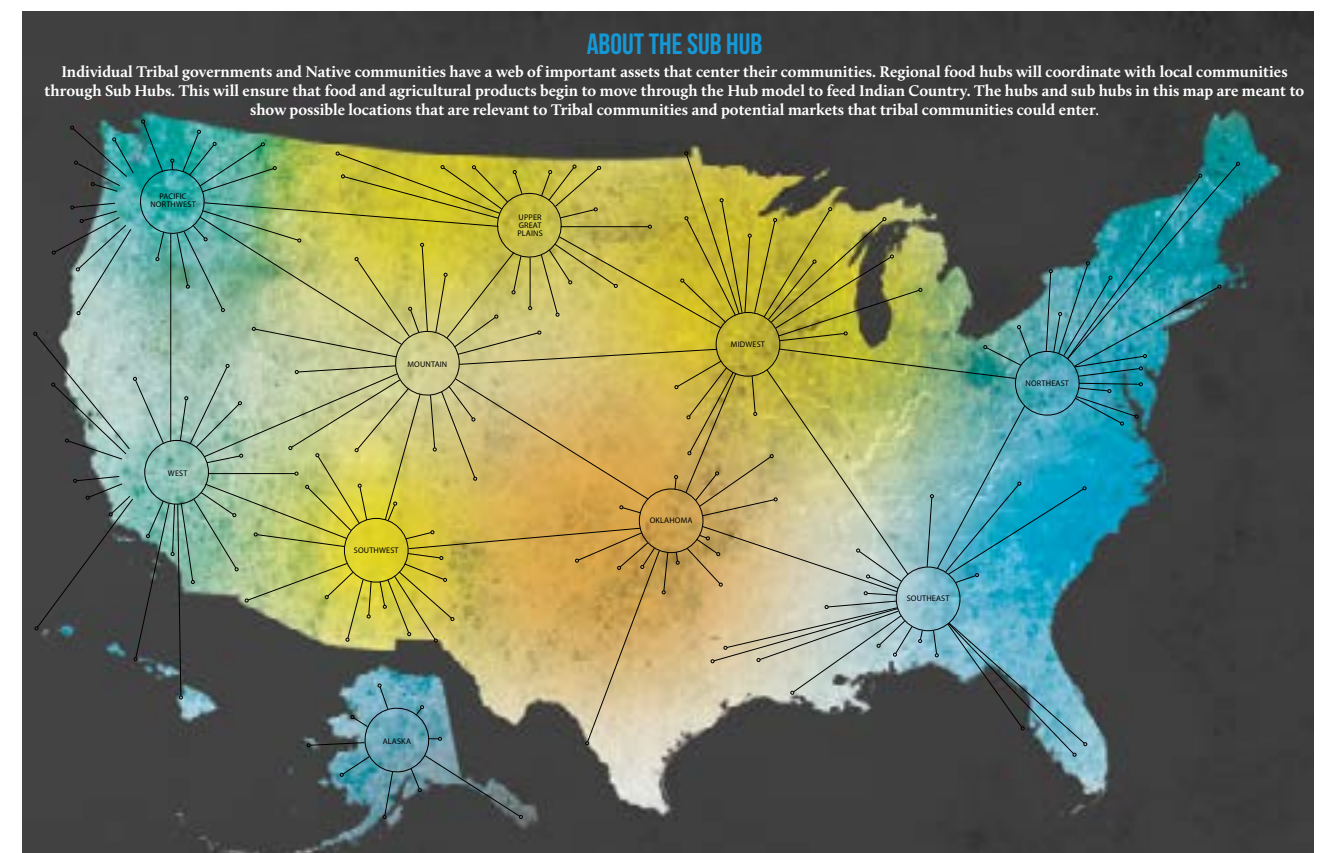 ABOUT THE SUB HUB
Individual Tribal governments and Native communities have a web of important assets that center their communities. Regional food hubs will coordinate with local communities
through Sub Hubs. This will ensure that food and agricultural products begin to move through the Hub model to feed Indian Country. The hubs and sub hubs in this map are meant to
show possible locations that are relevant to Tribal communities and potential markets that tribal communities could enter.
PACIFIC
NORTHWEST
UPPER
GREAT
PLAINS
MIDWEST
MOUNTAIN
NORTHEAST
WEST
OKLAHOMA
SOUTHWEST
SOUTHEAST
ALASKA